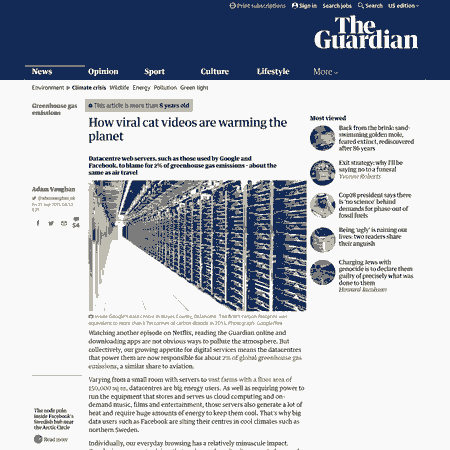 Print subscriptions
Sign in
Search jobs
Search
US edition
The
Guardian
News
Opinion
Sport
Culture
Lifestyle
More
Environment
Climate crisis
Wildlife
Energy
Pollution
Green light
Greenhouse gas
emissions
This article is more than 8 years old
How viral cat videos are warming the
planet
Datacentre web servers, such as those used by Google and
Facebook, to blame for 2% of greenhouse gas emissions – about the
same as air travel
Adam Vaughan
54
Watching another episode on Netflix, reading the Guardian online and
downloading apps are not obvious ways to pollute the atmosphere. But
collectively, our growing appetite for digital services means the datacentres
that power them are now responsible for about 2% of global greenhouse gas
emissions, a similar share to aviation.
Varying from a small room with servers to vast farms with a floor area of
150,000 sq m, datacentres are big energy users. As well as requiring power to
run the equipment that stores and serves us cloud computing and on-
demand music, films and entertainment, those servers also generate a lot of
heat and require huge amounts of energy to keep them cool. That's why big
data users such as Facebook are siting their centres in cool climates such as
northern Sweden.
Individually, our everyday browsing has a relatively minuscule impact.
The node pole:
inside Facebook's
Swedish hub near
the Arctic Circle
Read more
Most viewed
Back from the brink: sand-
swimming golden mole,
feared extinct, rediscovered
after 86 years
Exit strategy: why I'll be
saying no to a funeral
Yvonne Roberts
Cop28 president says there
is 'no science' behind
demands for phase-out of
fossil fuels
Being 'ugly' is ruining our
lives: two readers share
their anguish
Charging Jews with
genocide is to declare them
guilty of precisely what was
done to them
Howard Jacobson